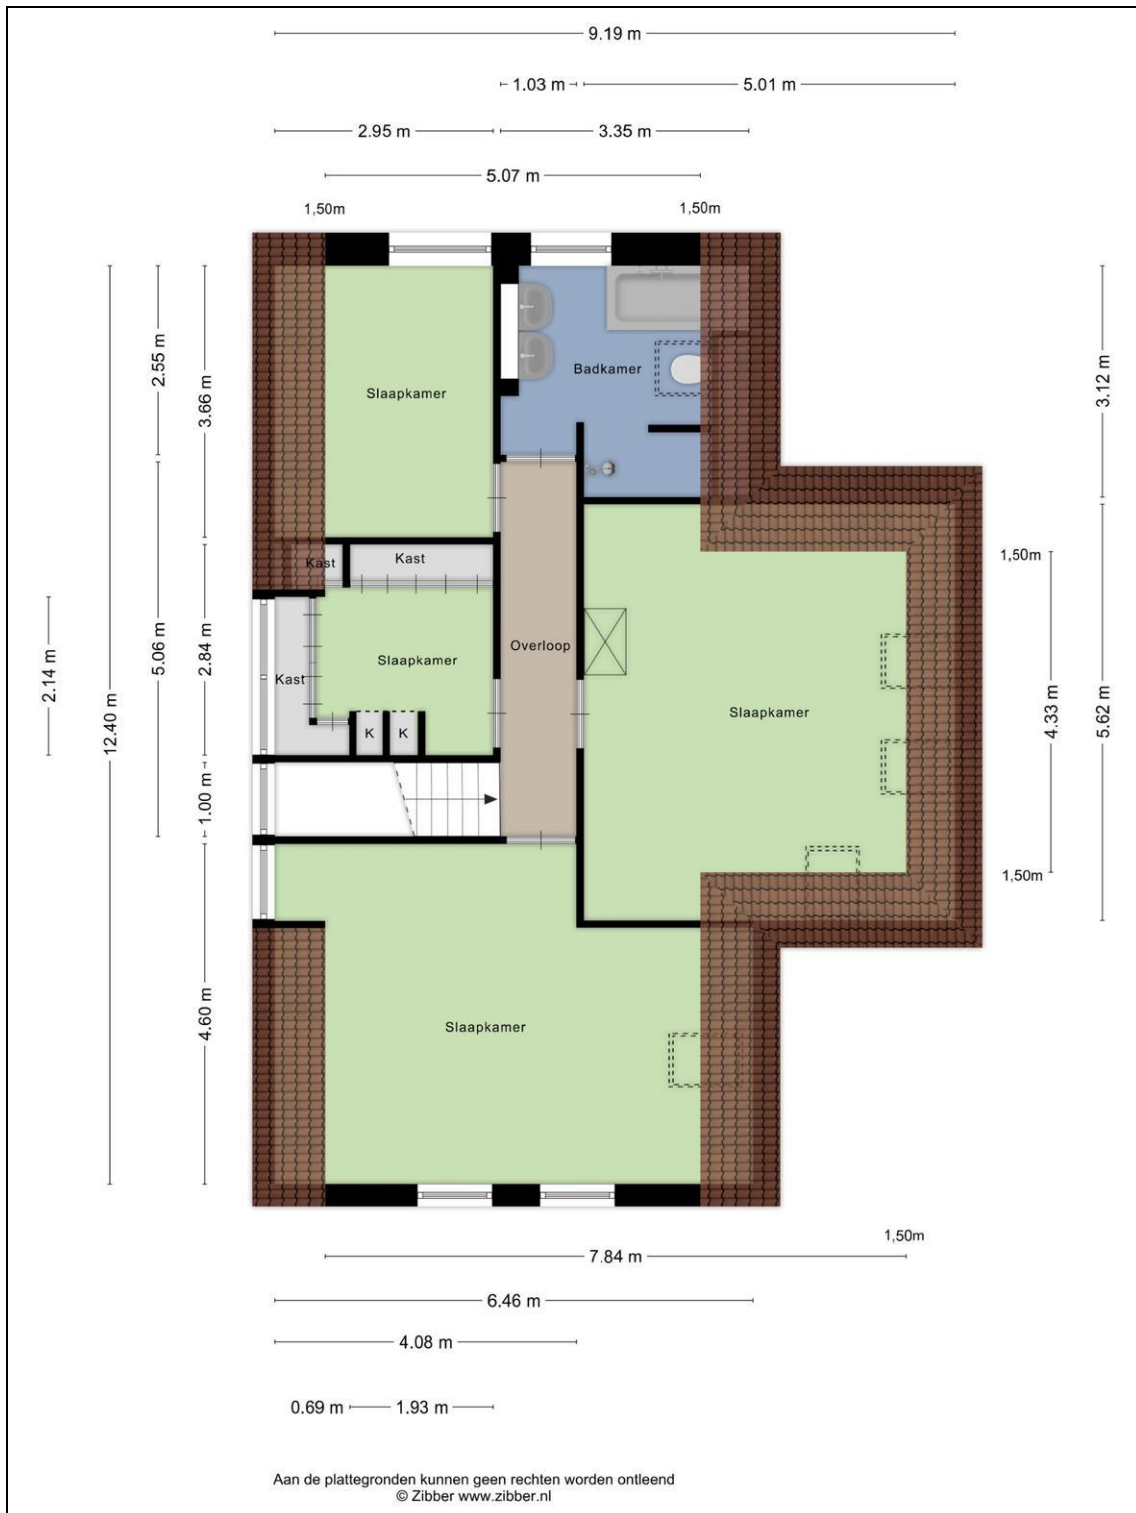 9.19 m
1.03 m
5.01 m
2.95 m
3.35 m
5.07 m
1,50m
1,50m
2.55 m
3.66 m
3.12 m
Slaapkamer
Badkamer
Kast
Kast
1,50m
2.14 m
5.06 m
2.84 m
12.40 m
Kast
Slaapkamer
Overloop
Slaapkamer
4.33 m
5.62 m
K
K
1.00 m
1,50m
4.60 m
Slaapkamer
1,50m
7.84 m
6.46 m
4.08 m
0.69 m
1.93 m
Aan de plattegronden kunnen geen rechten worden ontleend
© Zibber www.zibber.nl